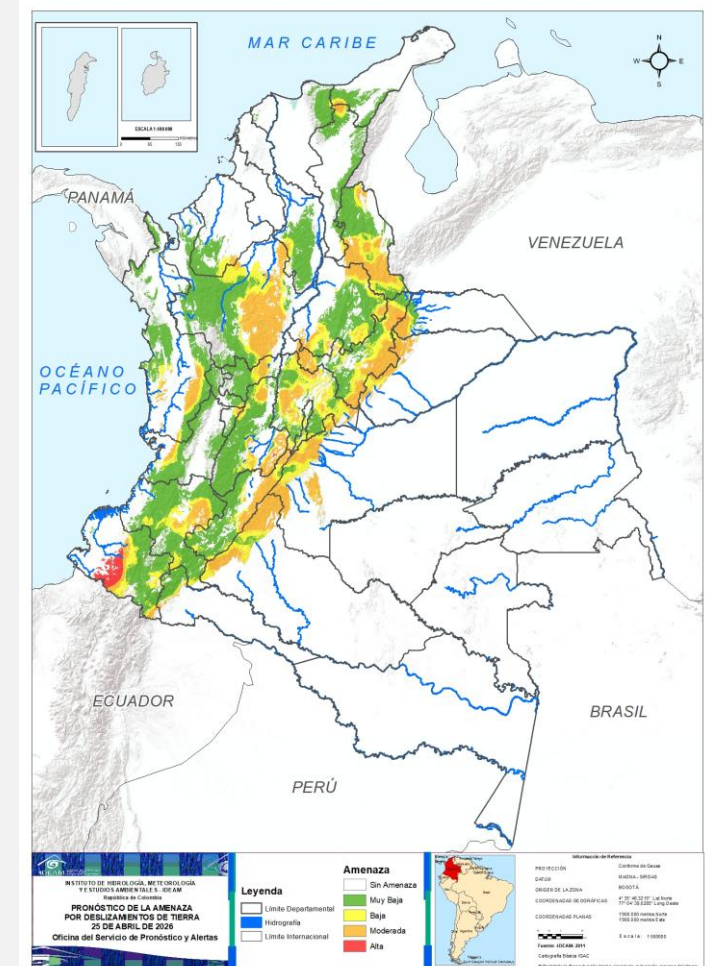 MAR CARIBE
N
W
E
S
ESCALA 1:
PANAMÁ
VENEZUELA
OCÉANO
PACÍFICO
ECUADOR
BRASIL
PERÚ
INSTITUTO DE HIDROLOGÍA, METEOROLOGÍA
Y ESTUDIOS AMBIENTALES - IDEAM
República de Colombia
PRONÓSTICO DE LA AMENAZA
POR DESLIZAMIENTOS DE TIERRA
25 DE ABRIL DE 2026
Oficina del Servicio de Pronóstico y Alertas
Leyenda
Límite Departamental
Hidrografía
Límite Internacional
Amenaza
Sin Amenaza
Muy Baja
Baja
Moderada
Alta
Información de Referencia
PROYECCIÓN Conforme de Gauss
DATUM MAGNA - SIRGAS
ORIGEN DE LA ZONA BOGOTÁ
COORDENADAS GEOGRÁFICAS
COORDENADAS PLANAS
Fuente: IDEAM 2011
Cartografía Básica IGAC